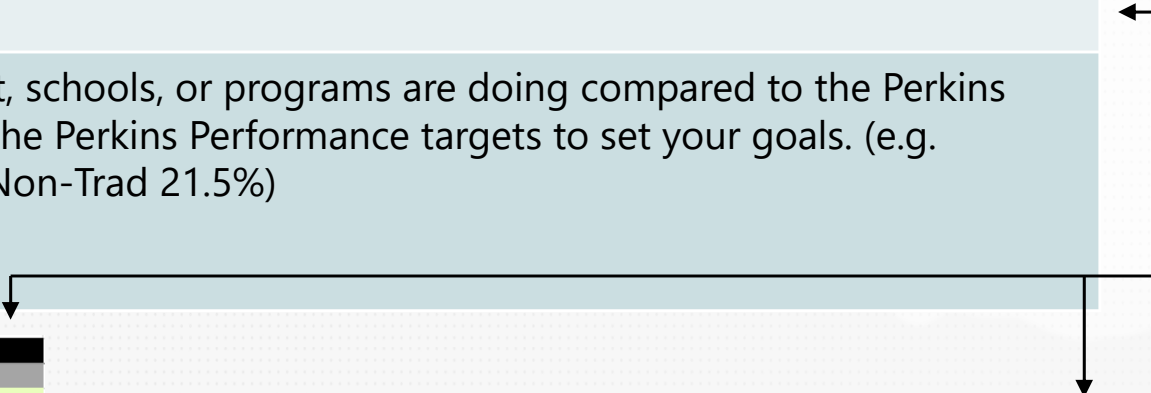 , schools, or programs are doing compared to the Perkins
he Perkins Performance targets to set your goals. (e.g.
Non-Trad 21.5%)